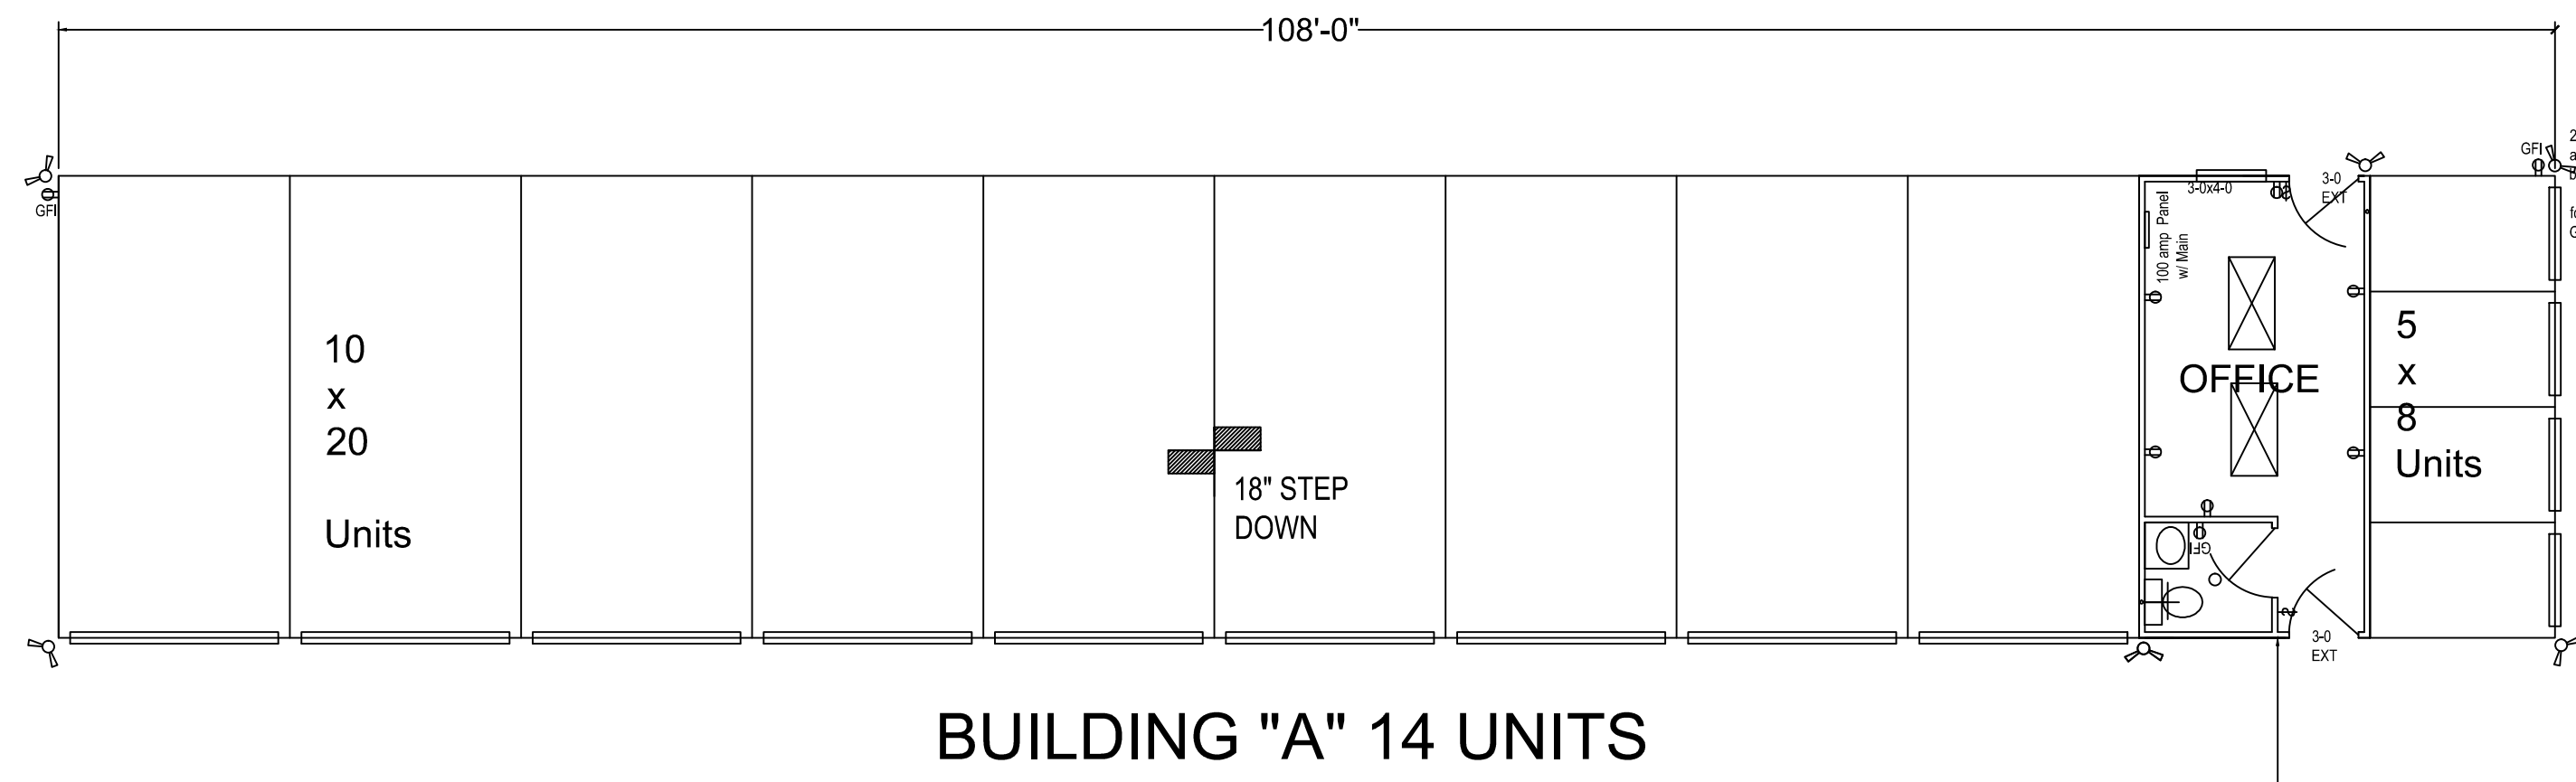 108'-0"
GFI
GFI
3-0x4-0
3-0
EXT
100 amp Panel
w/ Main
10
x
20
Units
OFFICE
5
x
8
Units
18" STEP
DOWN
GFI
3-0
EXT
BUILDING "A" 14 UNITS